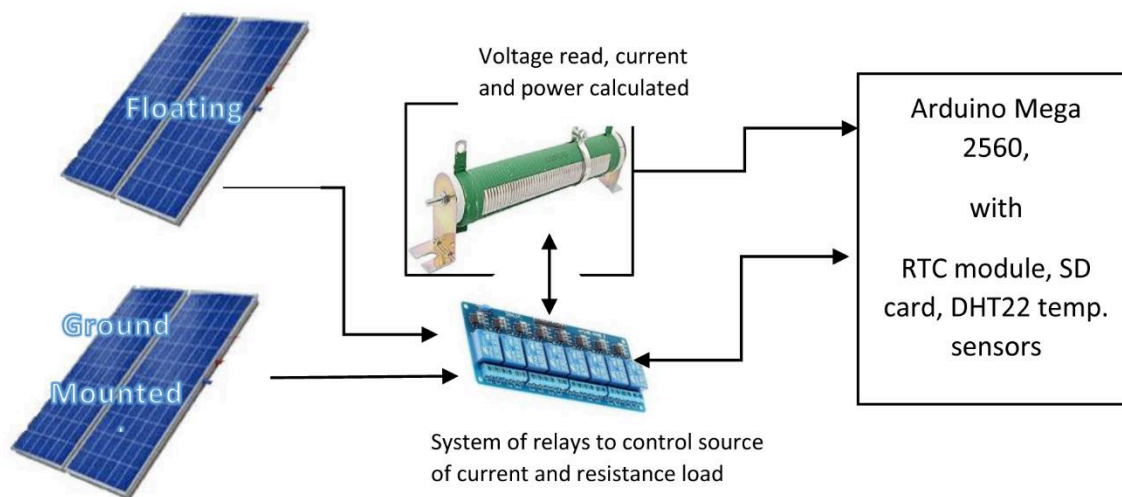 Floating
Voltage read, current
and power calculated
Arduino Mega
2560,
with
RTC module, SD
card, DHT22 temp.
sensors
Ground
Mounted
.
System of relays to control source
of current and resistance load